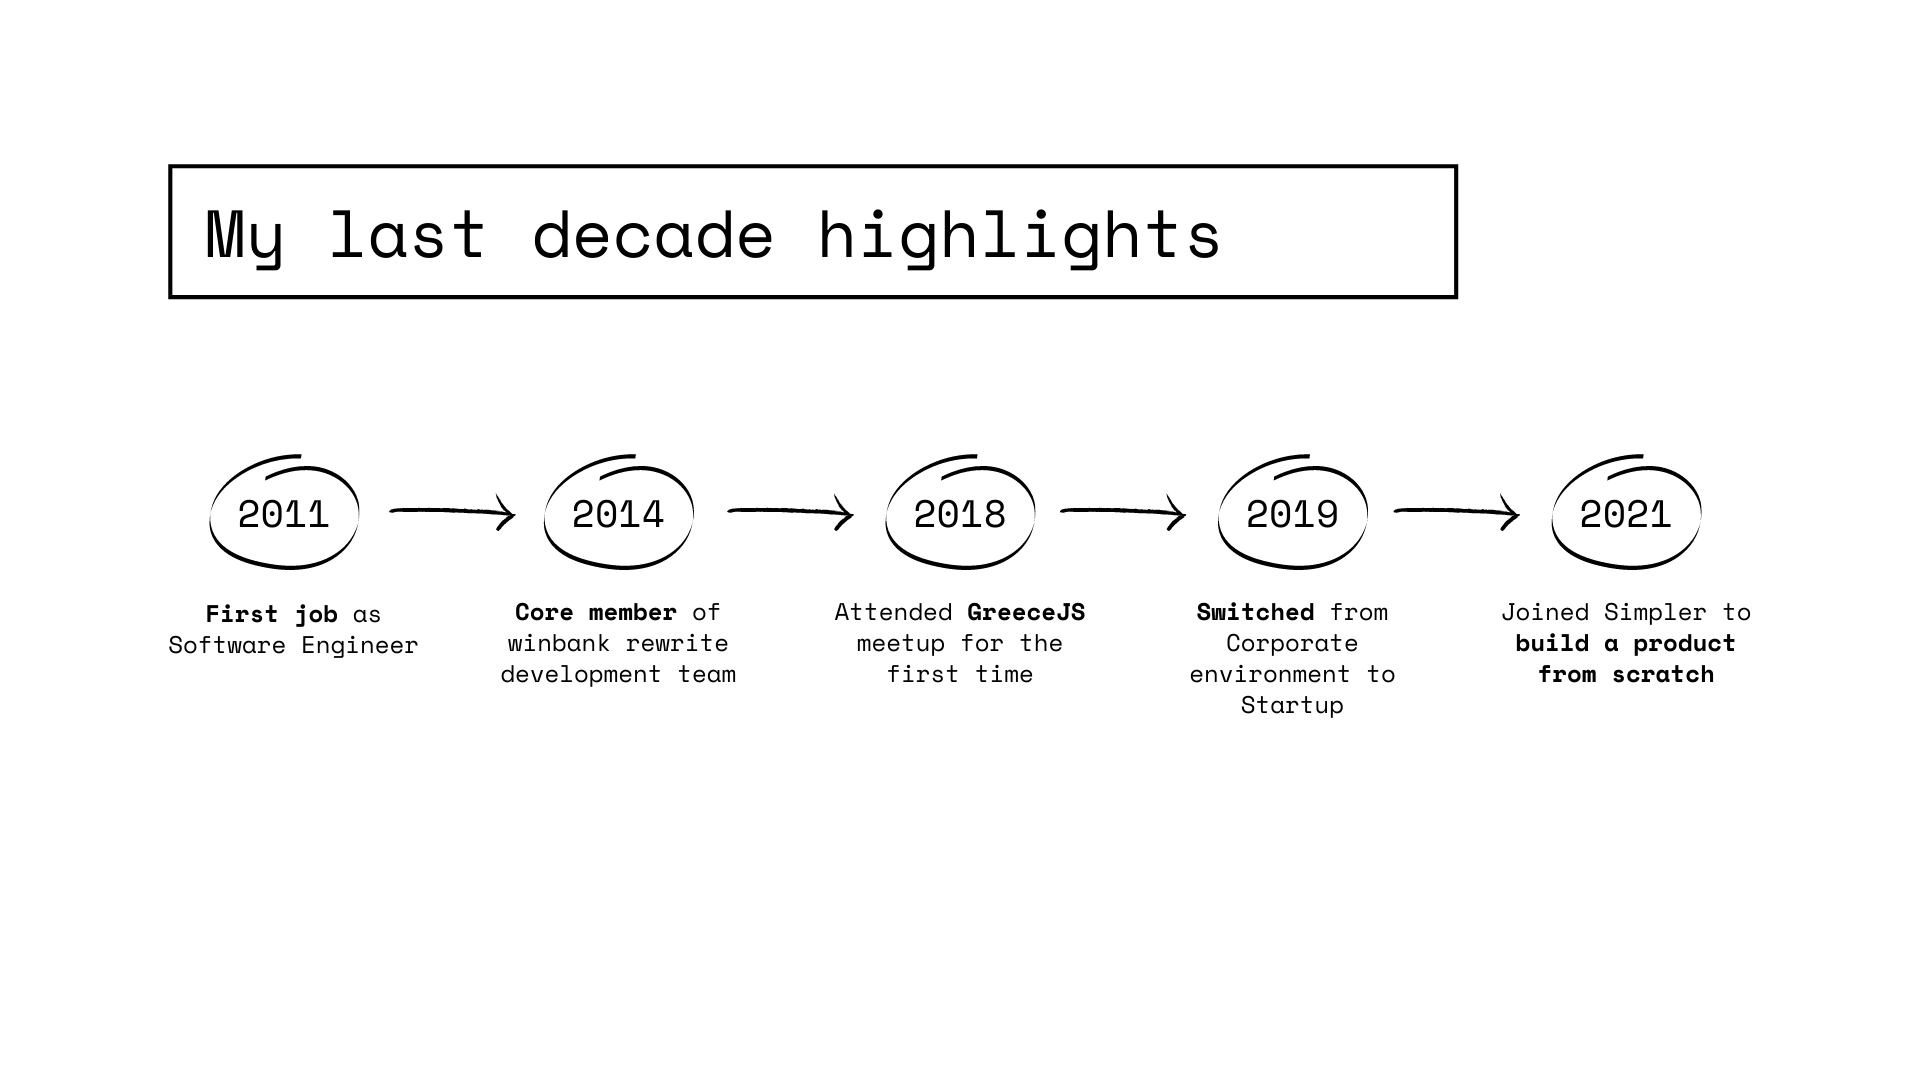 My last decade highlights
2011
2014
2018
2019
2021
First job as
Software Engineer
Core member of
winbank rewrite
development team
Attended GreeceJS
meetup for the
first time
Switched from
Corporate
environment to
Startup
Joined Simpler to
build a product
from scratch